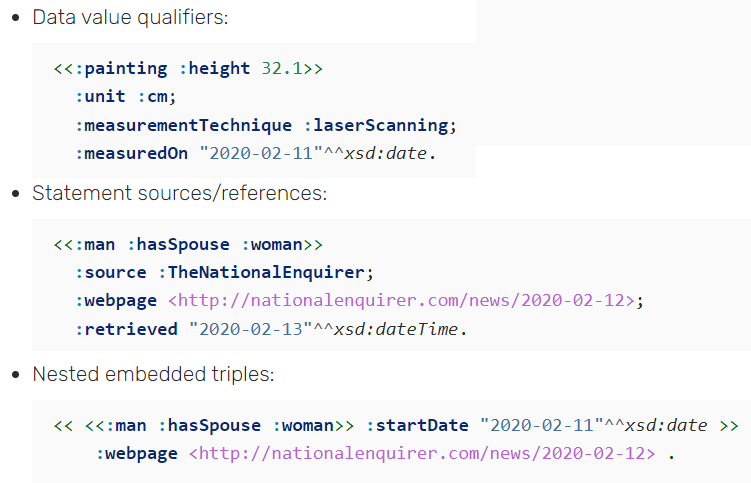 Data value qualifiers:
<<:painting :height 32.1>>
:unit :cm;
:measurementTechnique :laserScanning;
:measuredOn "2020-02-11"^^xsd:date.
Statement sources/references:
<<:man :hasSpouse :woman>>
:source :TheNationalEnquirer;
:webpage <http://nationalenquirer.com/news/2020-02-12>;
:retrieved "2020-02-13"^^xsd:dateTime.
Nested embedded triples:
<< <<:man :hasSpouse :woman>> :startDate "2020-02-11"^^xsd:date >>
:webpage <http://nationalenquirer.com/news/2020-02-12> .